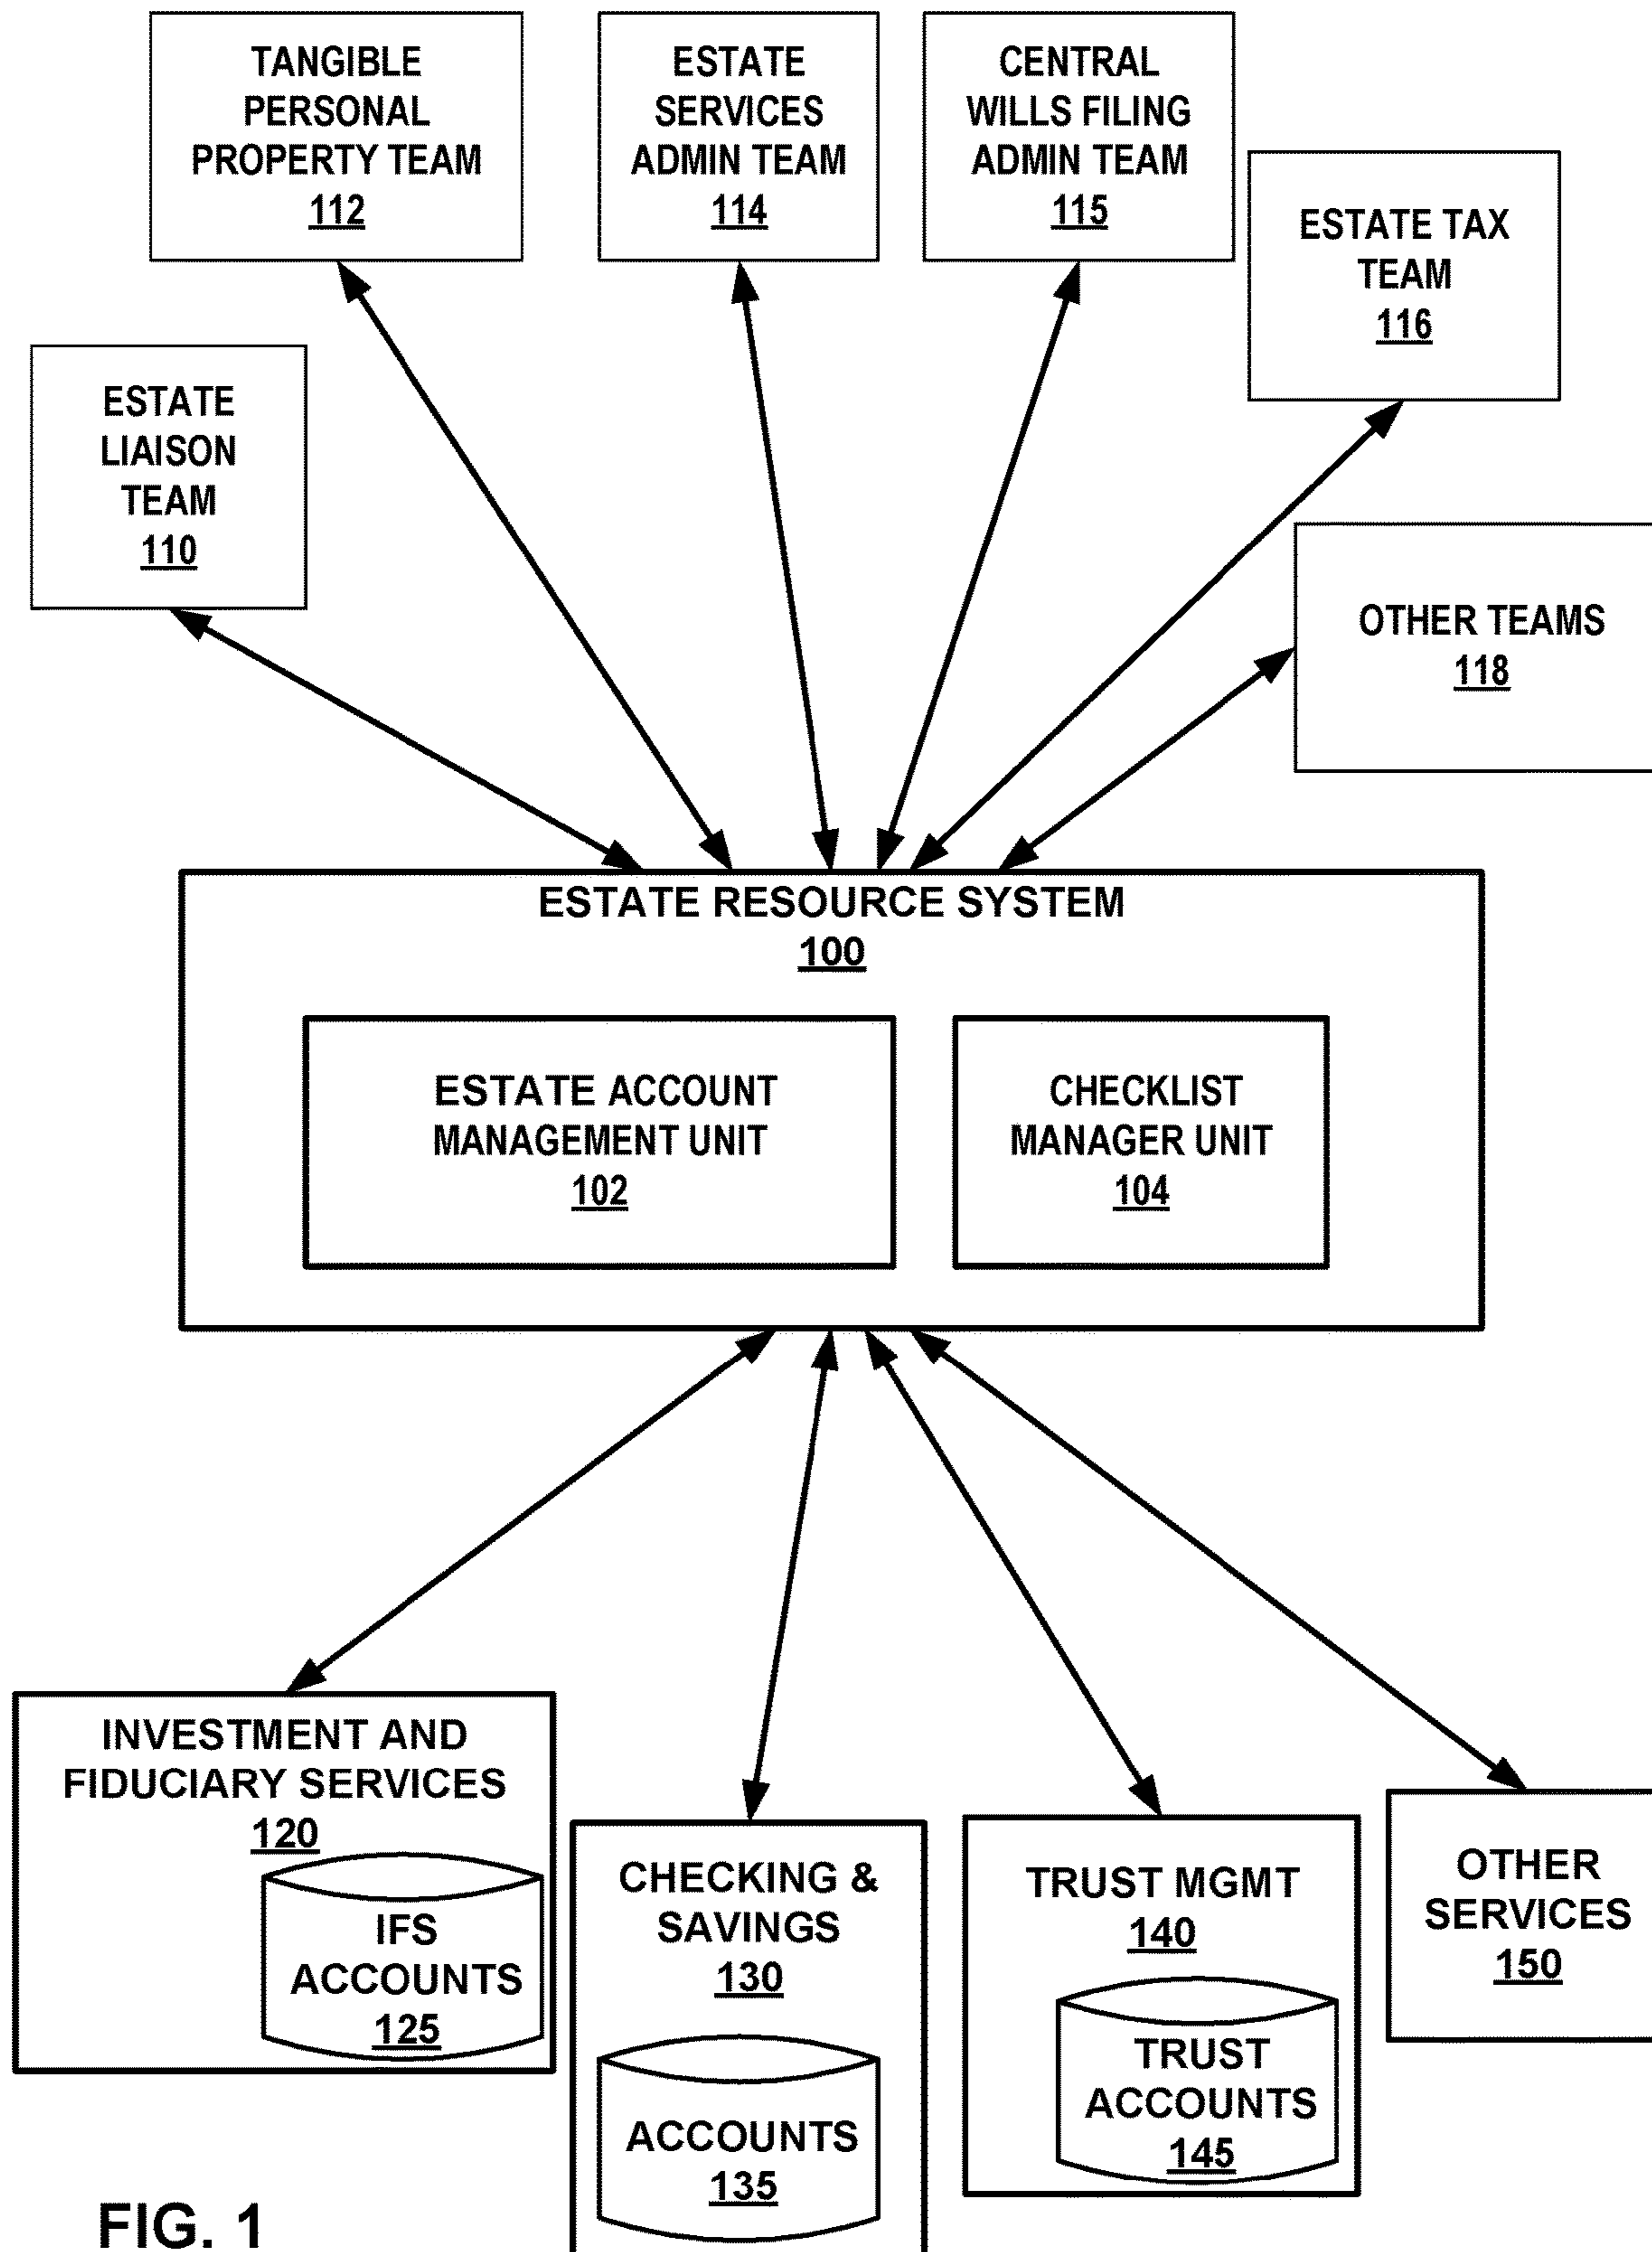 TANGIBLE
PERSONAL
PROPERTY TEAM
112
ESTATE
SERVICES
ADMIN TEAM
114
CENTRAL
WILLS FILING
ADMIN TEAM
115
ESTATE TAX
TEAM
116
ESTATE
LIAISON
TEAM
110
OTHER TEAMS
118
ESTATE RESOURCE SYSTEM
100
ESTATE ACCOUNT
MANAGEMENT UNIT
102
CHECKLIST
MANAGER UNIT
104
INVESTMENT AND
FIDUCIARY SERVICES
120
IFS
ACCOUNTS
125
CHECKING &
SAVINGS
130
ACCOUNTS
135
TRUST MGMT
140
TRUST
ACCOUNTS
145
OTHER
SERVICES
150
FIG. 1